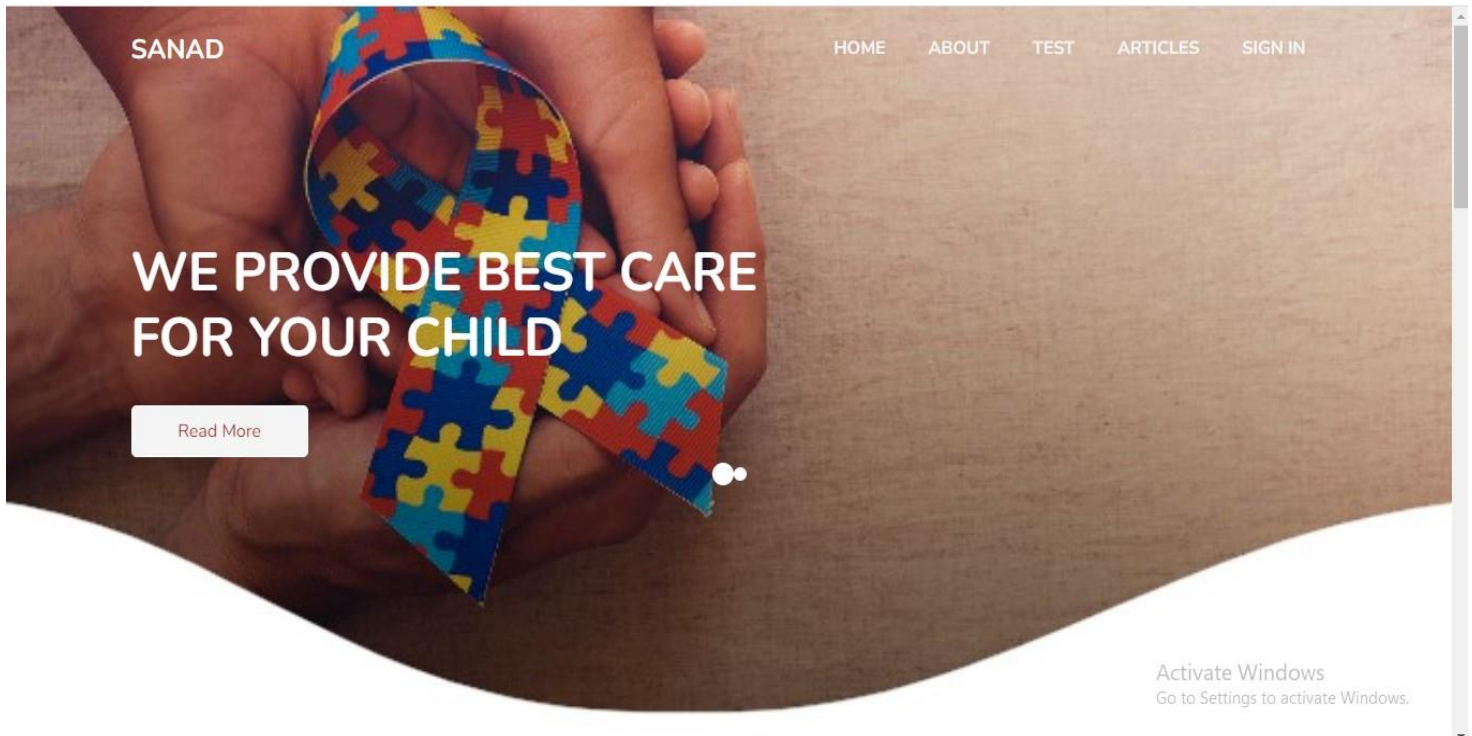 SANAD
HOME ABOUT TEST ARTICLES SIGN IN
WE PROVIDE BEST CARE
FOR YOUR CHILD
Read More
Activate Windows
Go to Settings to activate Windows.